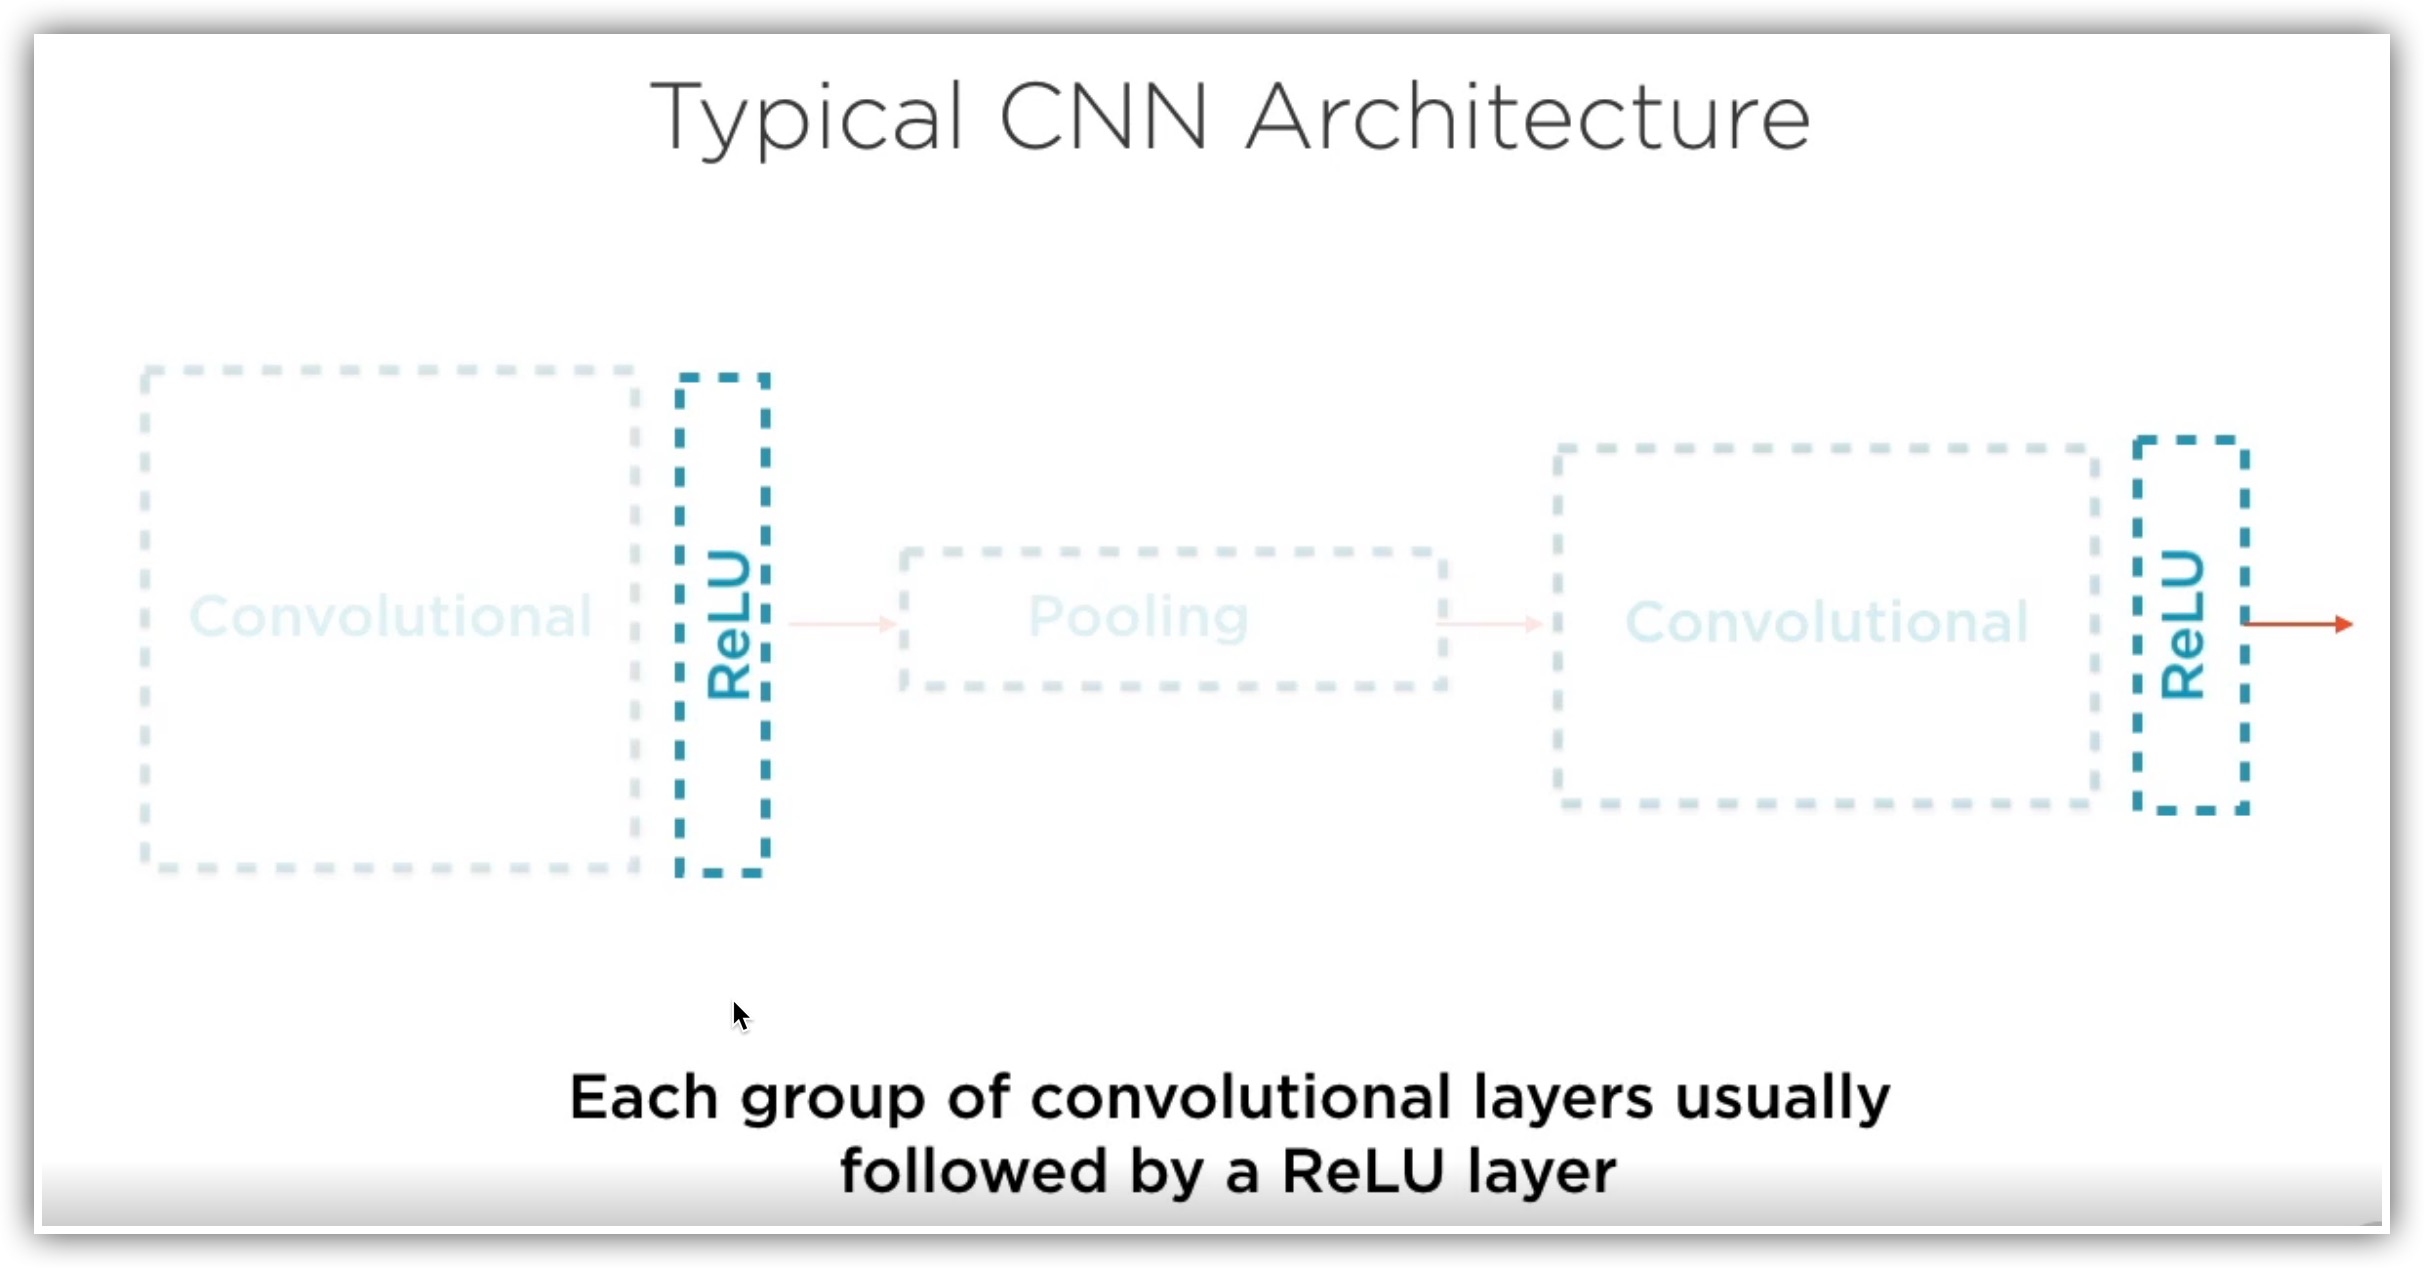 Typical CNN Architecture
Convolutional
ReLU
Pooling
Convolutional
ReLU
Each group of convolutional layers usually
followed by a ReLU layer